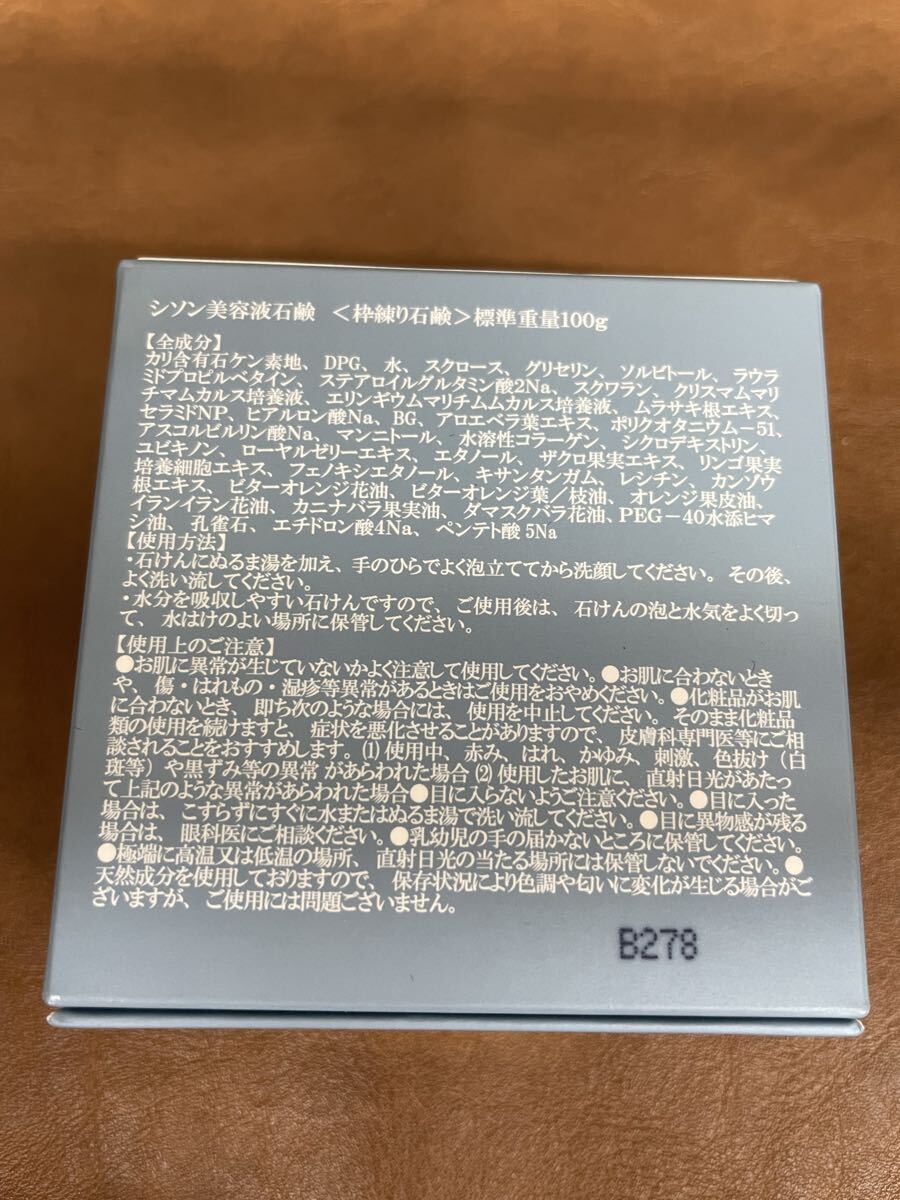 シソン美容液石鹸 <枠練り石鹸>標準重量100g
【全成分】
カリ含有石ケン素地、DPG、水、スクロース、グリセリン、ソルビトール、ラウラ
ミドプロピルベタイン、ステアロイルグルタミン酸2Na、スクワラン、クリスマムマリ
チマムカルス培養液、エリンギウムマリチムムカルス培養液、ムラサキ根エキス、
セラミドNP、ヒアルロン酸Na、BG、アロエベラ葉エキス、ポリクオタニウム-51、
アスコルビルリン酸Na、マンニトール、水溶性コラーゲン、シクロデキストリン、
ユビキノン、ローヤルゼリーエキス、エタノール、ザクロ果実エキス、リンゴ果実
培養細胞エキス、フェノキシエタノール、キサンタンガム、レシチン、カンゾウ
根エキス、ビターオレンジ花油、ビターオレンジ葉/枝油、オレンジ果皮油、
イランイラン花油、カニナバラ果実油、ダマスクバラ花油、PEG-40水添ヒマ
シ油、孔雀石、エチドロン酸4Na、ペンテト酸5Na
【使用方法】
・石けんにぬるま湯を加え、手のひらでよく泡立ててから洗顔してください。その後、
よく洗い流してください。
・水分を吸収しやすい石けんですので、ご使用後は、石けんの泡と水気をよく切っ
て、水はけのよい場所に保管してください。
【使用上のご注意】
●お肌に異常が生じていないかよく注意して使用してください。●お肌に合わないとき
や、傷・はれもの・湿疹等異常があるときはご使用をおやめください。●化粧品がお肌
に合わないとき、即ち次のような場合には、使用を中止してください。そのまま化粧品
類の使用を続けますと、症状を悪化させることがありますので、皮膚科専門医等にご相
談されることをおすすめします。(1)使用中、赤み、はれ、かゆみ、刺激、色抜け(白
斑等)や黒ずみ等の異常があらわれた場合(2)使用したお肌に、直射日光があたっ
て上記のような異常があらわれた場合●目に入らないようご注意ください。●目に入った
場合は、こすらずにすぐに水またはぬるま湯で洗い流してください。●目に異物感が残る
場合は、眼科医にご相談ください。●乳幼児の手の届かないところに保管してください。
●極端に高温又は低温の場所、直射日光の当たる場所には保管しないでください。●
天然成分を使用しておりますので、保存状況により色調や匂いに変化が生じる場合がご
ざいますが、ご使用には問題ございません。
B278